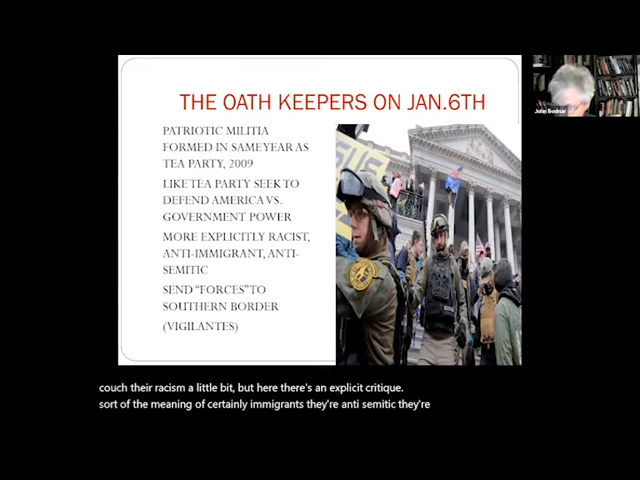 THE OATH KEEPERS ON JAN.6TH
PATRIOTIC MILITIA
FORMED IN SAME YEAR AS
TEA PARTY, 2009
LIKE TEA PARTY SEEK TO
DEFEND AMERICA VS.
GOVERNMENT POWER
MORE EXPLICITLY RACIST,
ANTI-IMMIGRANT, ANTI-
SEMITIC
SEND "FORCES" TO
SOUTHERN BORDER
(VIGILANTES)
SUS
John Bodnar
couch their racism a little bit, but here there's an explicit critique.
sort of the meaning of certainly immigrants they're anti semitic they're